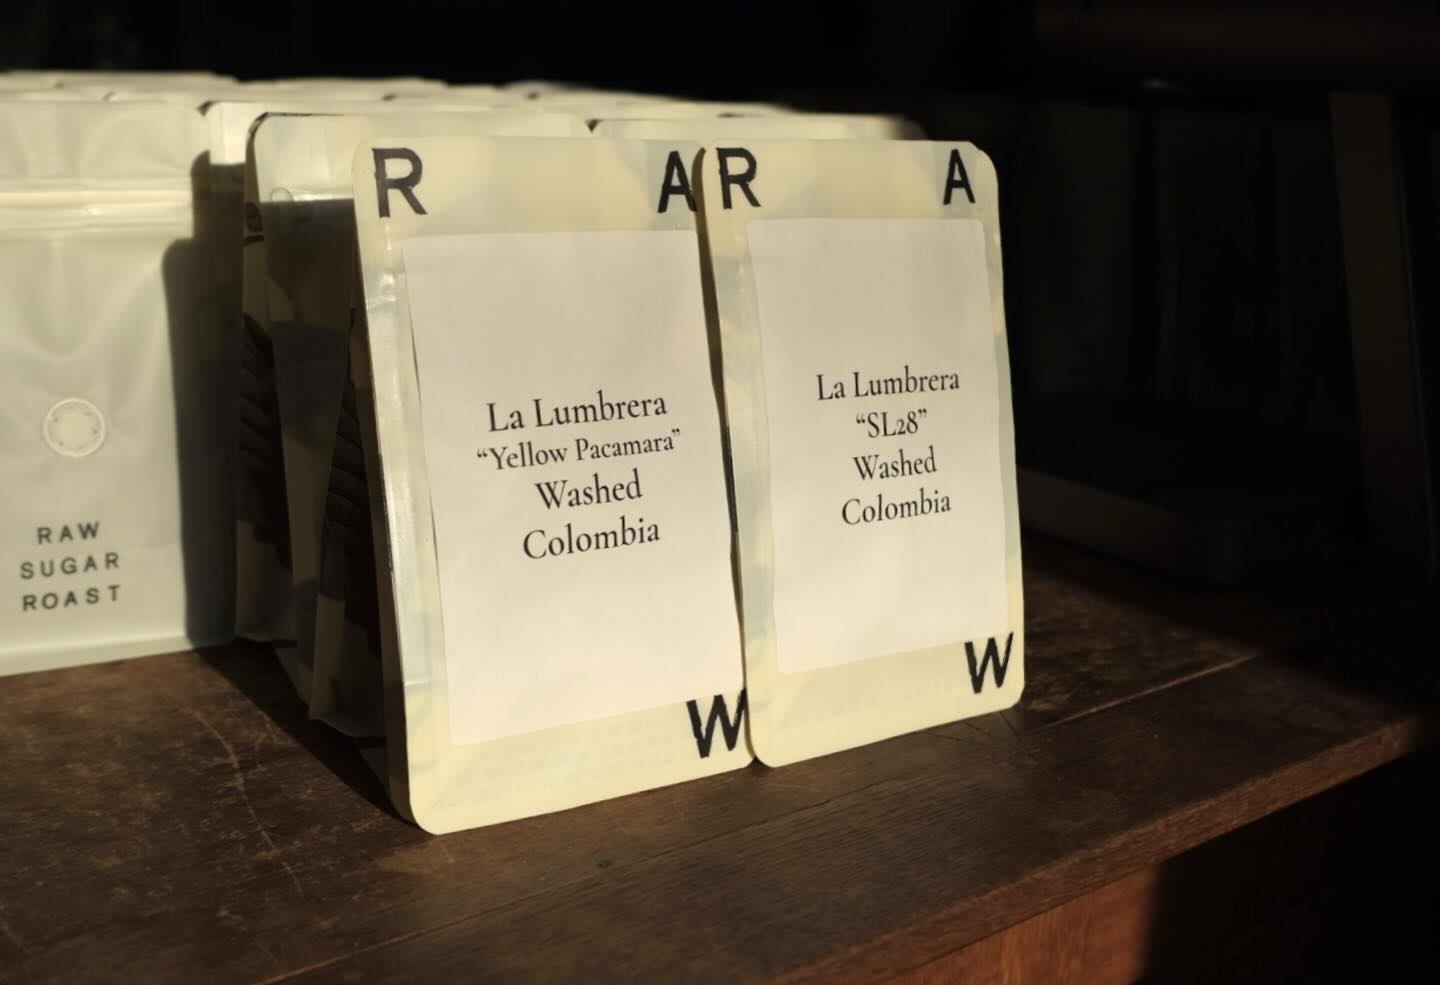 R A
La Lumbrera
“Yellow Pacamara”
Washed
Colombia
W
R A
La Lumbrera
“SL28”
Washed
Colombia
W
RAW
SUGAR
ROAST